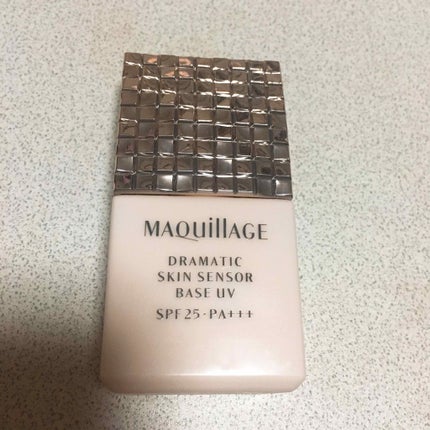 MAQuillAGE
DRAMATIC
SKIN SENSOR
BASE UV
SPF25・PA+++